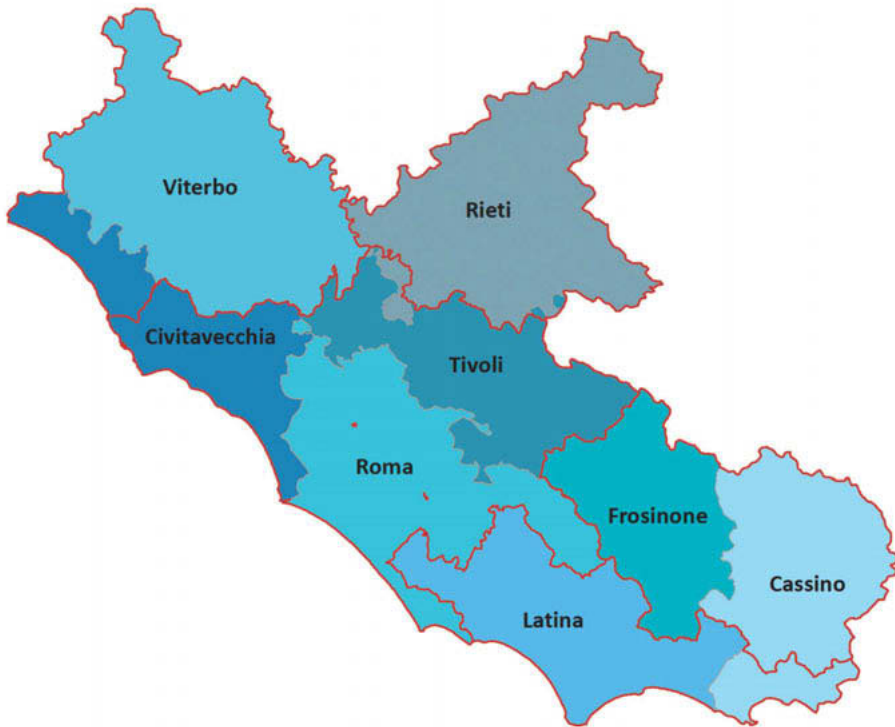 Viterbo
Rieti
Civitavecchia
Tivoli
Roma
Frosinone
Cassino
Latina